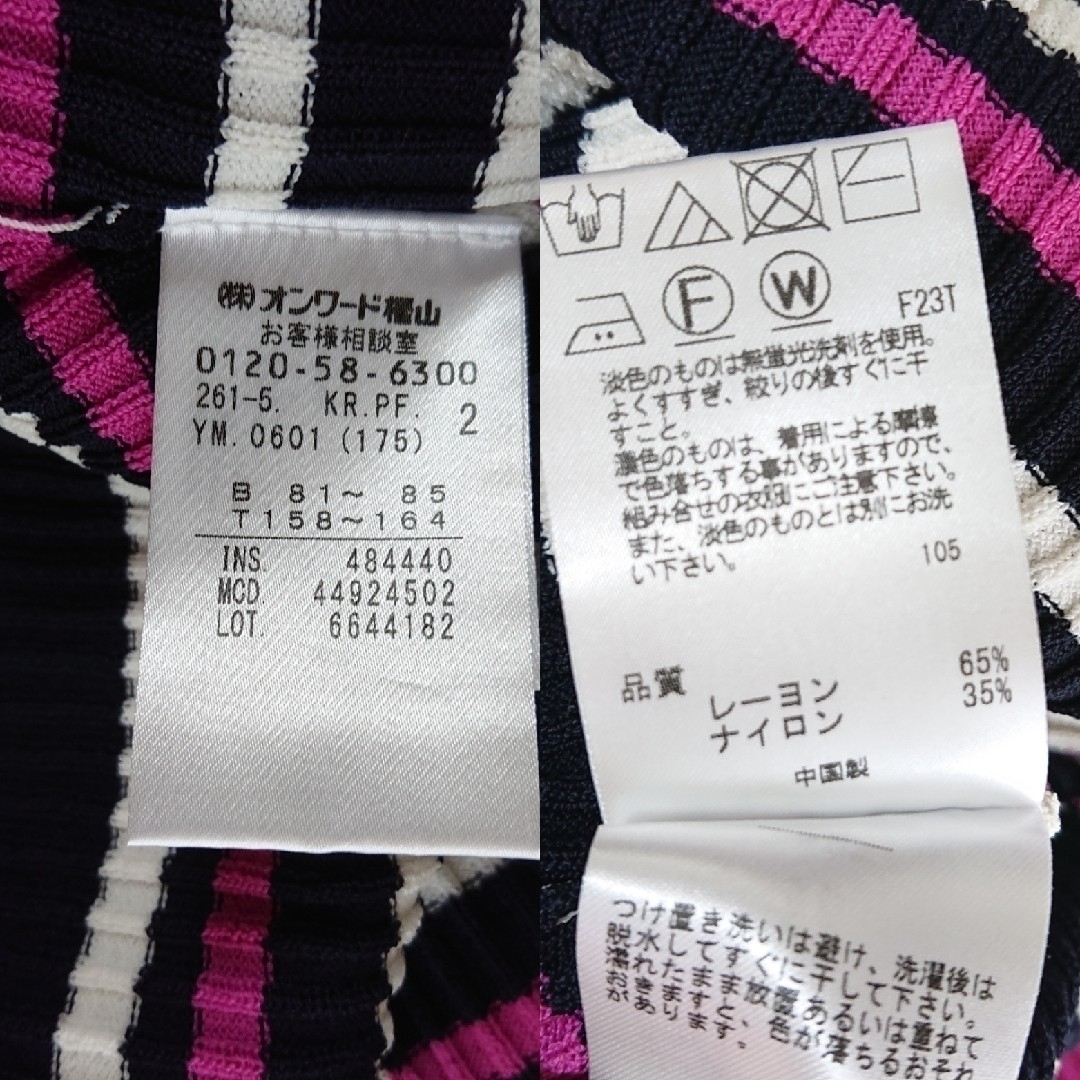 (株)オンワード樫山
お客様相談室
0120-58-6300
261-5. KR.PF. 2
YM.0601 (175)
B 81〜 85
T158〜164
INS. 484440
MCD 44924502
LOT. 6644182
F W
F23T
淡色のものは無蛍光洗剤を使用。
よくすすぎ、絞りの後すぐに干
すこと。
濃色のものは、着用による摩擦
で色落ちする事がありますので、
組み合せの衣服にご注意下さい。
また、淡色のものとは別にお洗
い下さい。
105
品質
レーヨン 65%
ナイロン 35%
中国製
つけ置き洗いは避け、洗濯後は
脱水してすぐに干して下さい。
濡れたまま放置あるいは重ねて
おきますと、色が落ちるおそれ
があります。